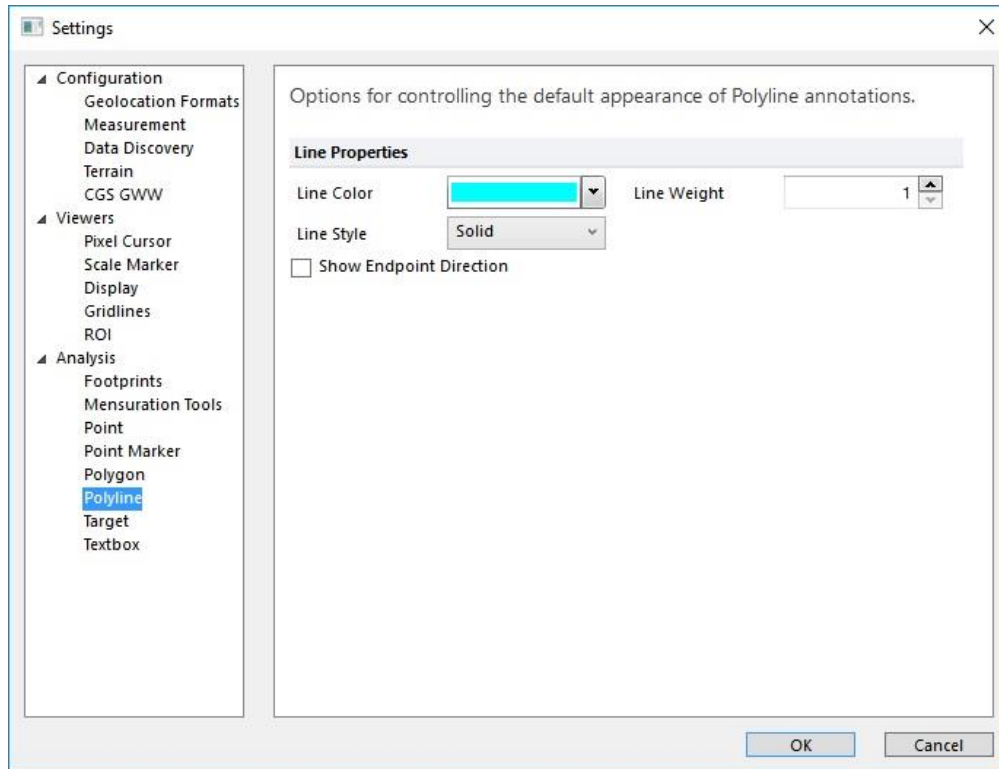 Settings
Configuration
Geolocation Formats
Measurement
Data Discovery
Terrain
CGS GWW
Viewers
Pixel Cursor
Scale Marker
Display
Gridlines
ROI
Analysis
Footprints
Mensuration Tools
Point
Point Marker
Polygon
Polyline
Target
Textbox
Options for controlling the default appearance of Polyline annotations.
Line Properties
Line Color
Line Weight
1
Line Style
Solid
Show Endpoint Direction
OK
Cancel